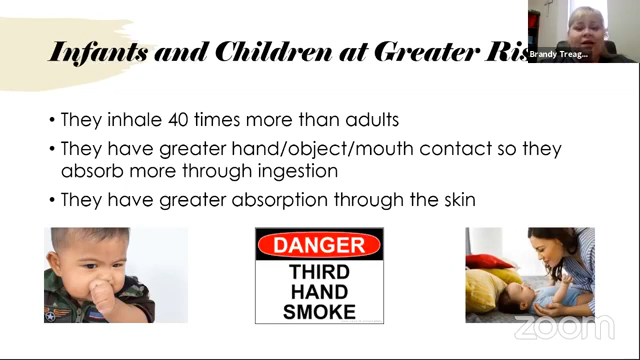 Infants and Children at Greater Ris
Brandy Treag...
• They inhale 40 times more than adults
• They have greater hand/object/mouth contact so they
absorb more through ingestion
• They have greater absorption through the skin
DANGER
THIRD
HAND
SMOKE
zoom